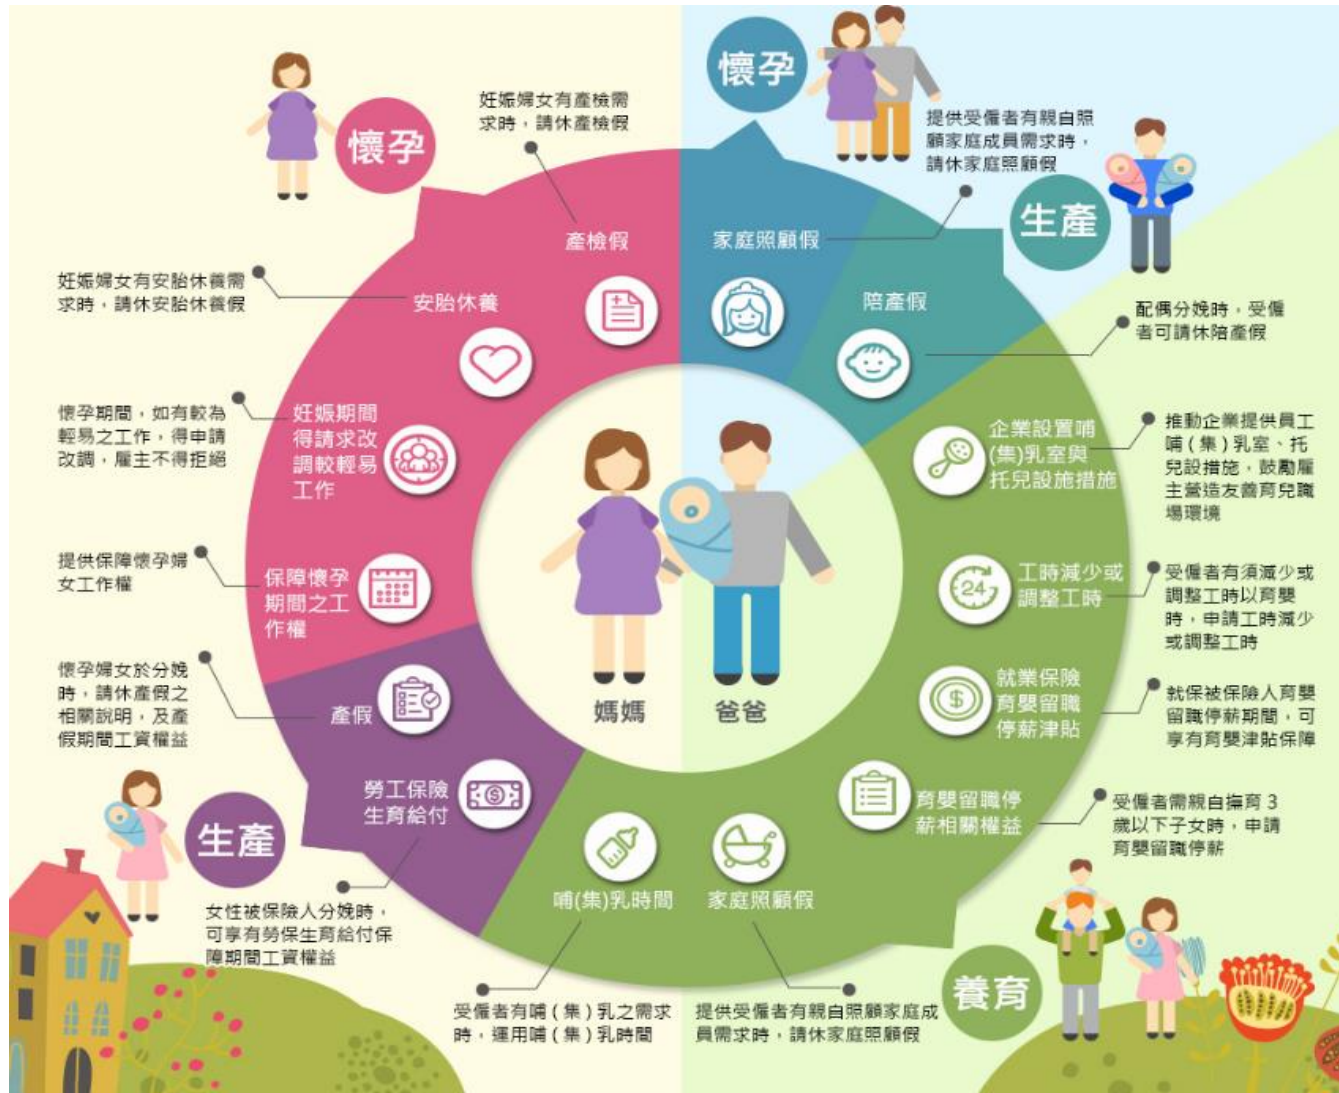 懷孕
妊娠婦女有產檢需
求時，請休產檢假
產檢假
妊娠婦女有安胎休養需
求時，請休安胎休養假
安胎休養
懷孕期間，如有較為
輕易之工作，得申請
改調，雇主不得拒絕
妊娠期間
得請求改
調較輕易
工作
提供保障懷孕婦
女工作權
保障懷孕
期間之工
作權
懷孕婦女於分娩
時，請休產假之
相關說明，及產
假期間工資權益
產假
生產
勞工保險
生育給付
女性被保險人分娩時，
可享有勞保生育給付保
障期間工資權益
懷孕
提供受僱者有親自照
顧家庭成員需求時，
請休家庭照顧假
家庭照顧假
生產
陪產假
配偶分娩時，受僱
者可請休陪產假
企業設置哺
(集)乳室與
托兒設施措施
推動企業提供員工
哺(集)乳室、托
兒設措施，鼓勵雇
主營造友善育兒職
場環境
24
工時減少或
調整工時
受僱者有須減少或
調整工時以育嬰
時，申請工時減少
或調整工時
$
就業保險
育嬰留職
停薪津貼
就保被保險人育嬰
留職停薪期間，可
享有育嬰津貼保障
育嬰留職停
薪相關權益
受僱者需親自撫育3
歲以下子女時，申請
育嬰留職停薪
養育
哺(集)乳時間
受僱者有哺(集)乳之需求
時，運用哺(集)乳時間
家庭照顧假
提供受僱者有親自照顧家庭成
員需求時，請休家庭照顧假
媽媽
爸爸